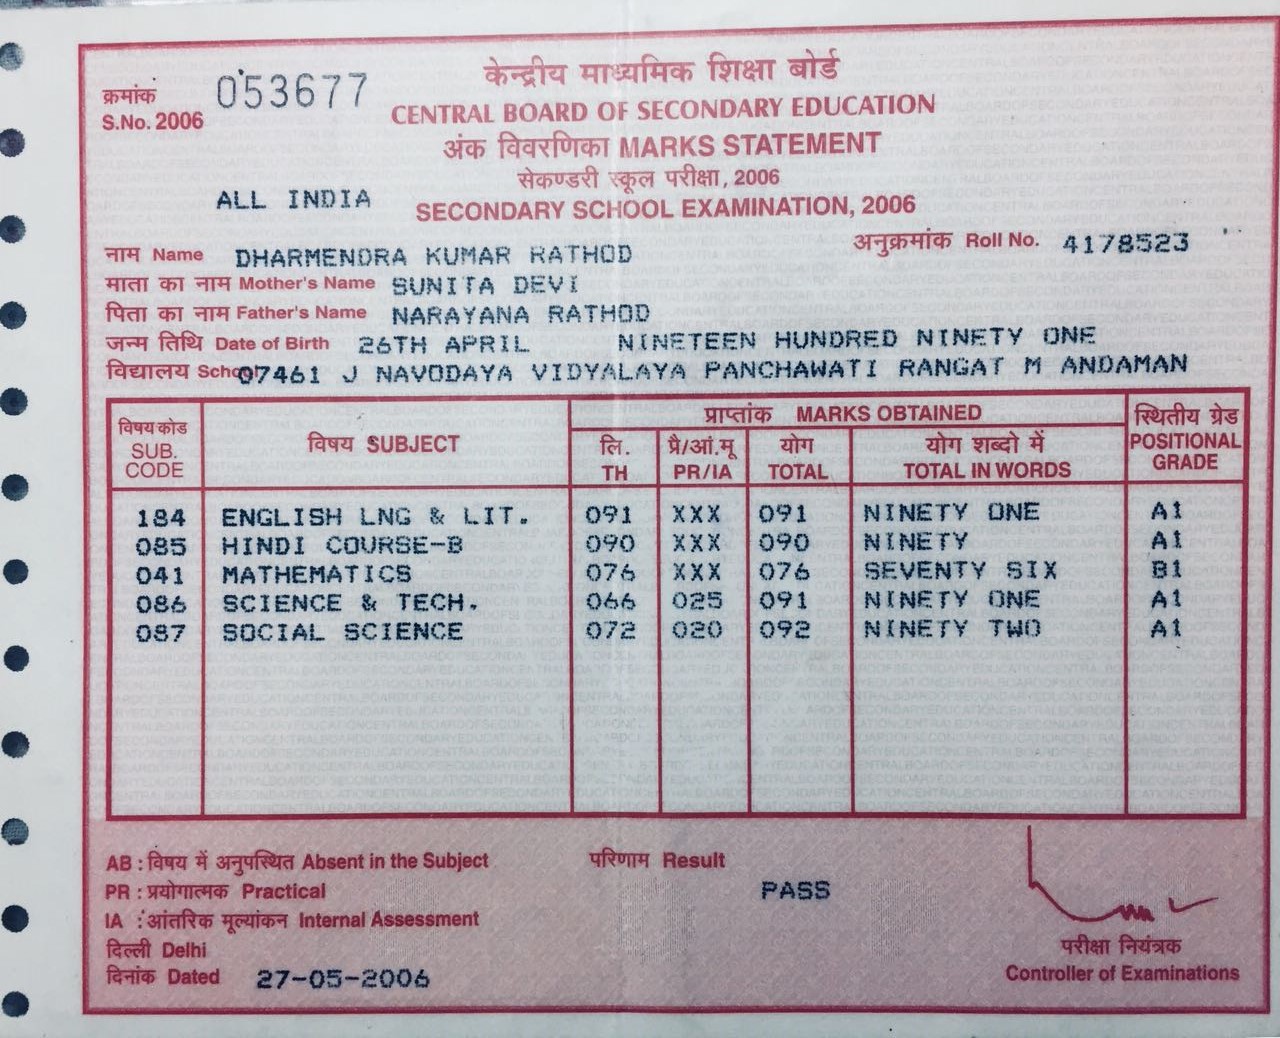 केन्द्रीय माध्यमिक शिक्षा बोर्ड
क्रमांक 053677
S.No. 2006
CENTRAL BOARD OF SECONDARY EDUCATION
अंक विवरणिका MARKS STATEMENT
सेकण्डरी स्कूल परीक्षा, 2006
ALL INDIA
SECONDARY SCHOOL EXAMINATION, 2006
अनुक्रमांक Roll No. 4178523
नाम Name DHARMENDRA KUMAR RATHOD
माता का नाम Mother's Name SUNITA DEVI
पिता का नाम Father's Name NARAYANA RATHOD
जन्म तिथि Date of Birth 26TH APRIL NINETEEN HUNDRED NINETY ONE
विद्यालय School 07461 J NAVODAYA VIDYALAYA PANCHAWATI RANGAT M ANDAMAN
विषय कोड SUB. CODE विषय SUBJECT प्राप्तांक MARKS OBTAINED स्थितीय ग्रेड POSITIONAL GRADE
लि. TH प्रै/आं.मू PR/IA योग TOTAL योग शब्दो में TOTAL IN WORDS
184 ENGLISH LNG & LIT. 091 XXX 091 NINETY ONE A1
085 HINDI COURSE-B 090 XXX 090 NINETY A1
041 MATHEMATICS 076 XXX 076 SEVENTY SIX B1
086 SCIENCE & TECH. 066 025 091 NINETY ONE A1
087 SOCIAL SCIENCE 072 020 092 NINETY TWO A1
AB : विषय में अनुपस्थित Absent in the Subject परिणाम Result
PR : प्रयोगात्मक Practical PASS
IA : आंतरिक मूल्यांकन Internal Assessment
दिल्ली Delhi परीक्षा नियंत्रक
दिनांक Dated 27-05-2006 Controller of Examinations